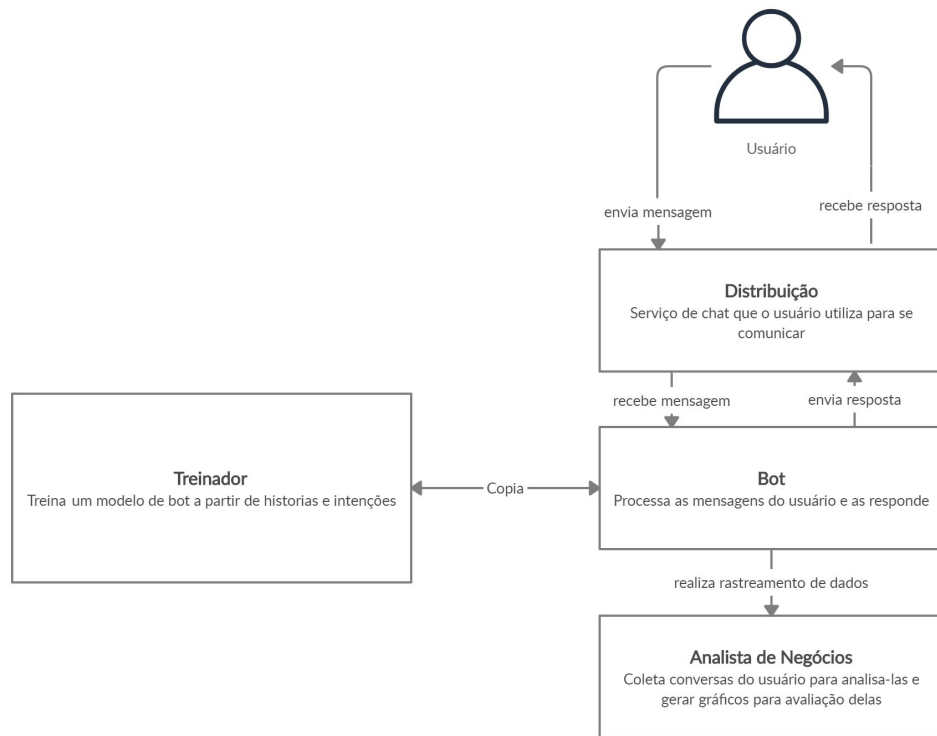 Usuário
envia mensagem
recebe resposta
Distribuição
Serviço de chat que o usuário utiliza para se
comunicar
recebe mensagem
envia resposta
Treinador
Treina um modelo de bot a partir de historias e intenções
Copia
Bot
Processa as mensagens do usuário e as responde
realiza rastreamento de dados
Analista de Negócios
Coleta conversas do usuário para analisa-las e
gerar gráficos para avaliação delas